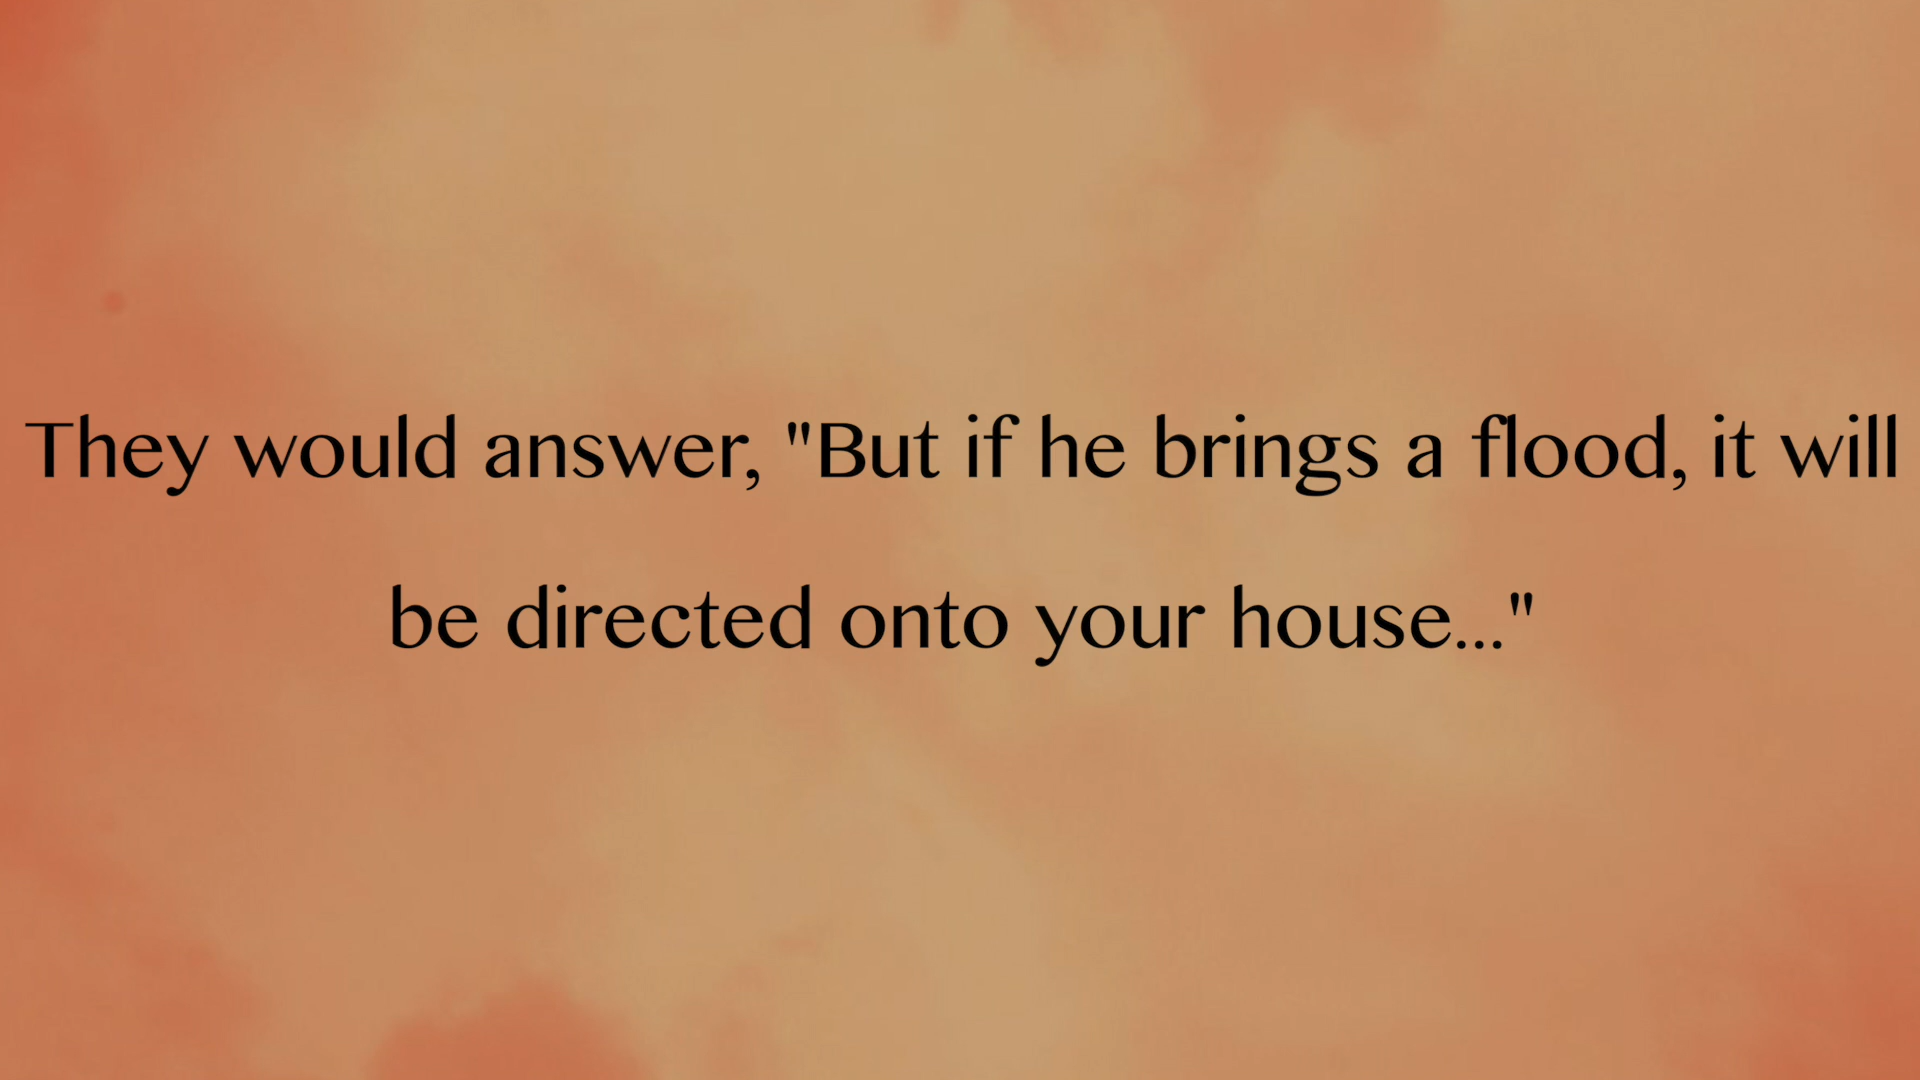 They would answer, "But if he brings a flood, it will
be directed onto your house..."